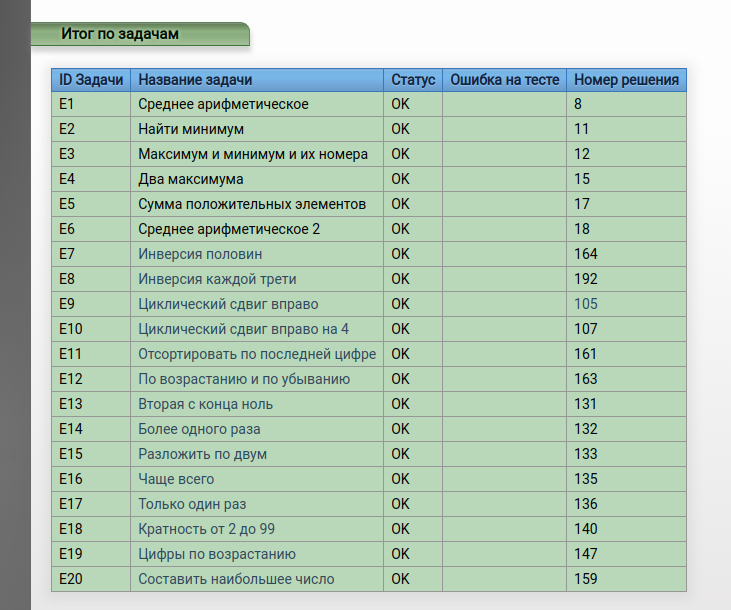 Итог по задачам
ID Задачи Название задачи Статус Ошибка на тесте Номер решения
E1 Среднее арифметическое OK 8
E2 Найти минимум OK 11
E3 Максимум и минимум и их номера OK 12
E4 Два максимума OK 15
E5 Сумма положительных элементов OK 17
E6 Среднее арифметическое 2 OK 18
E7 Инверсия половин OK 164
E8 Инверсия каждой трети OK 192
E9 Циклический сдвиг вправо OK 105
E10 Циклический сдвиг вправо на 4 OK 107
E11 Отсортировать по последней цифре OK 161
E12 По возрастанию и по убыванию OK 163
E13 Вторая с конца ноль OK 131
E14 Более одного раза OK 132
E15 Разложить по двум OK 133
E16 Чаще всего OK 135
E17 Только один раз OK 136
E18 Кратность от 2 до 99 OK 140
E19 Цифры по возрастанию OK 147
E20 Составить наибольшее число OK 159